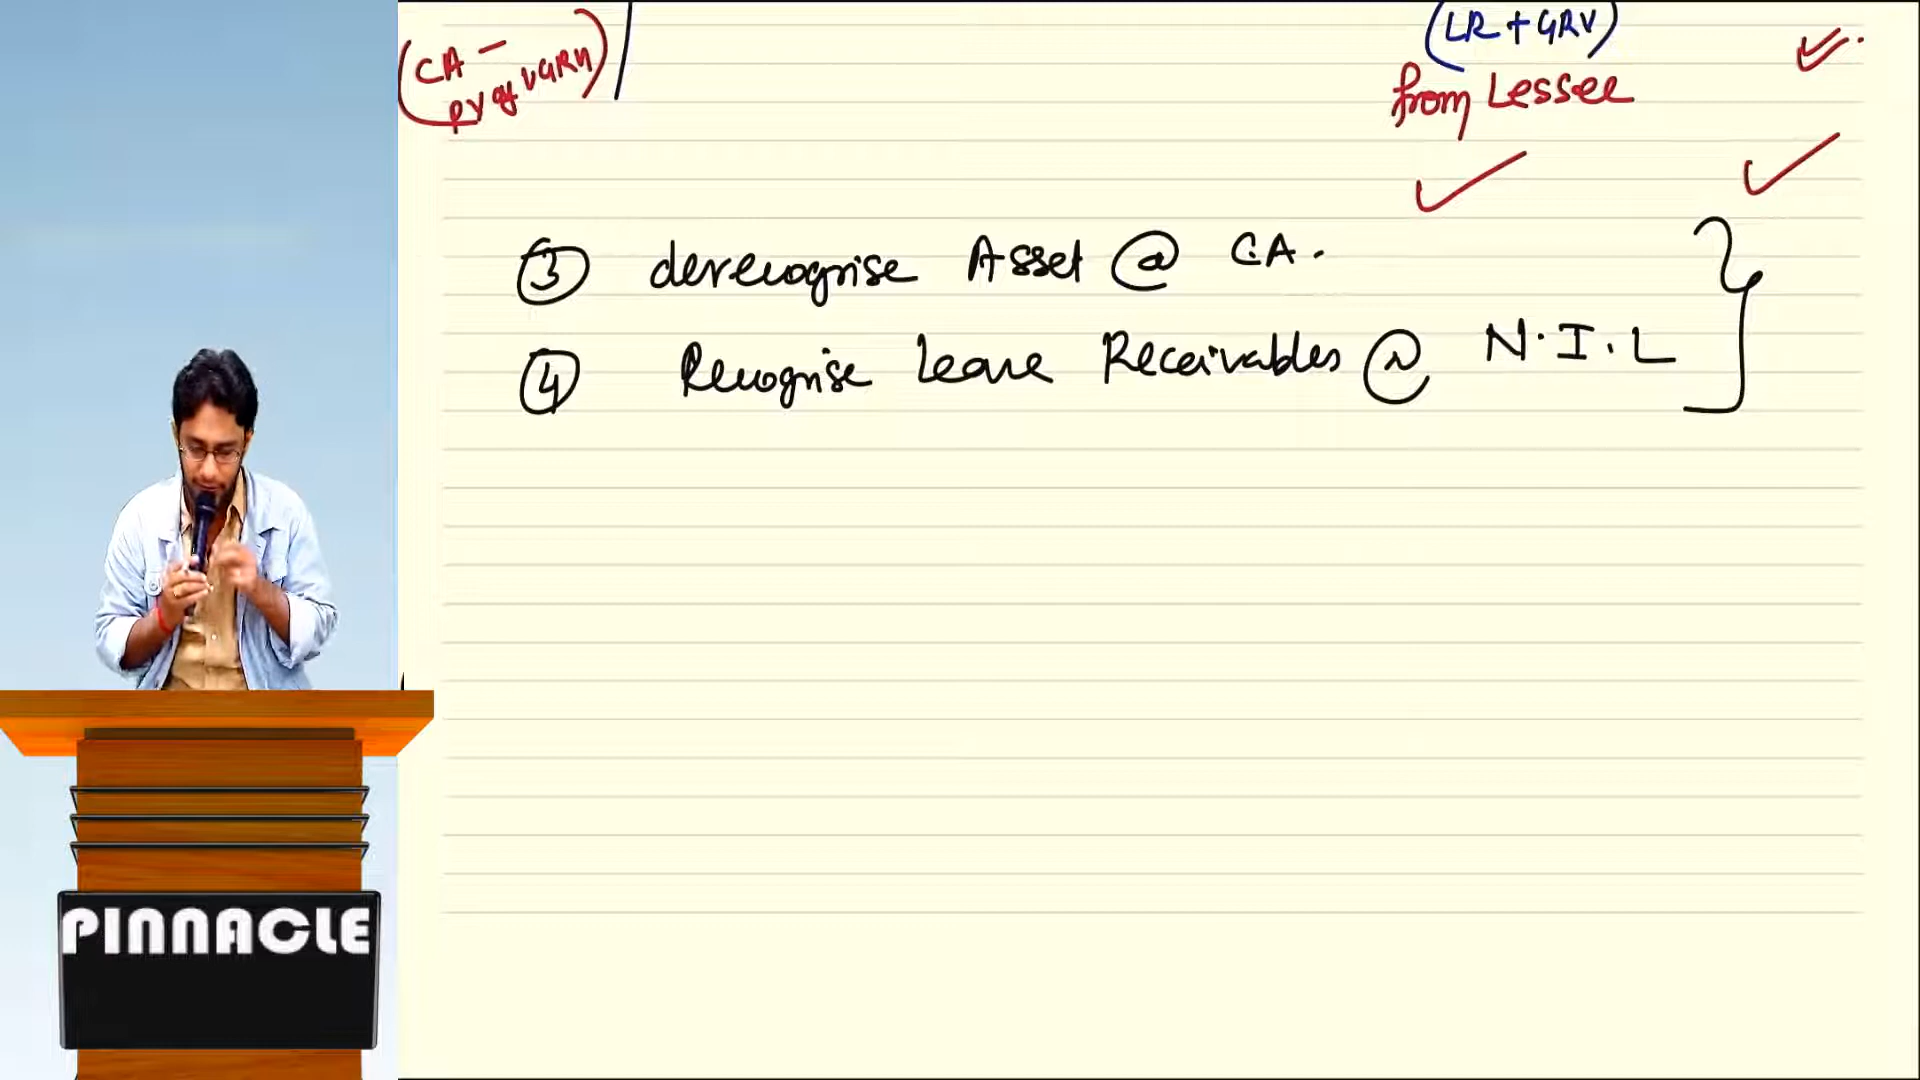 (CA -
PV of UGRV)
(LR + GRV)
from Lessee
③ derecognise Asset @ CA.
④ Recognise Lease Receivables @ N.I.L
PINNACLE